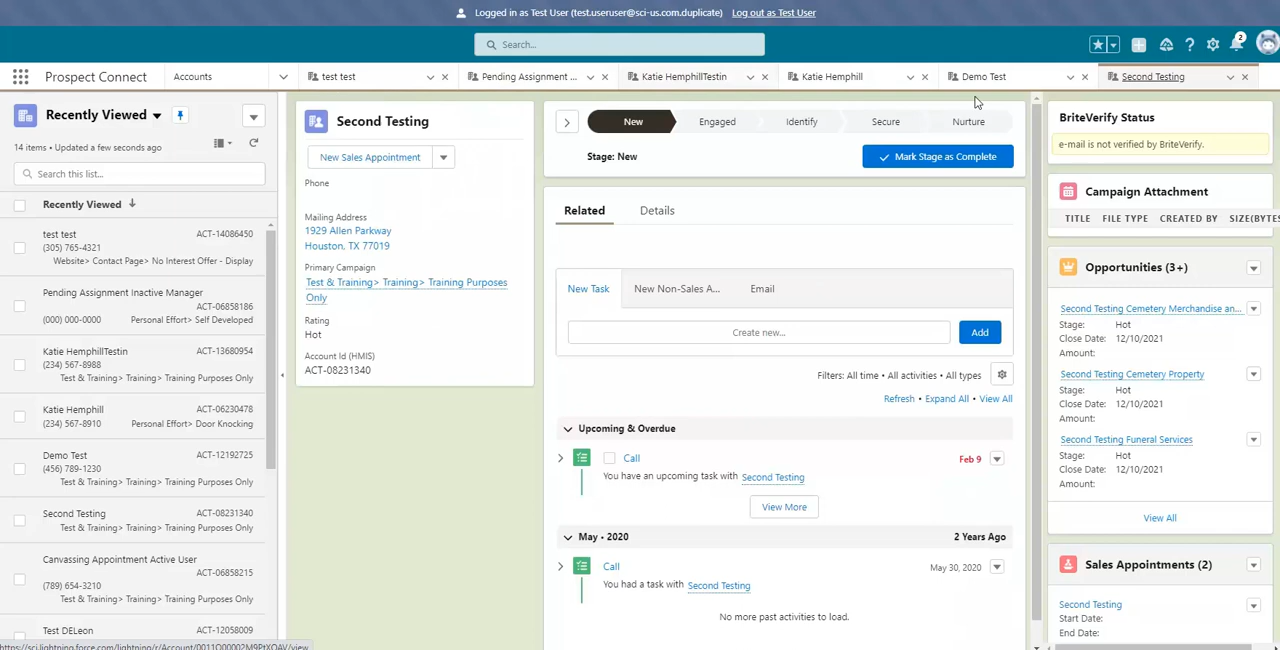 Logged in as Test User (test.useruser@sci-us.com.duplicate) Log out as Test User
Search...
2
Prospect Connect
Accounts
test test
Pending Assignment ...
Katie HemphillTestin
Katie Hemphill
Demo Test
Second Testing
Recently Viewed
14 items • Updated a few seconds ago
Search this list...
Recently Viewed
test test
ACT-14086450
(305) 765-4321
Website> Contact Page> No Interest Offer - Display
Pending Assignment Inactive Manager
ACT-06858186
(000) 000-0000
Personal Effort> Self Developed
Katie HemphillTestin
ACT-13680954
(234) 567-8988
Test & Training> Training> Training Purposes Only
Katie Hemphill
ACT-06230478
(234) 567-8910
Personal Effort> Door Knocking
Demo Test
ACT-12192725
(456) 789-1230
Test & Training> Training> Training Purposes Only
Second Testing
ACT-08231340
Test & Training> Training> Training Purposes Only
Canvassing Appointment Active User
ACT-06858215
(789) 654-3210
Test & Training> Training> Training Purposes Only
Test DELeon
ACT-12058009
Second Testing
New Sales Appointment
Phone
Mailing Address
1929 Allen Parkway
Houston, TX 77019
Primary Campaign
Test & Training> Training> Training Purposes
Only
Rating
Hot
Account Id (HMIS)
ACT-08231340
New
Engaged
Identify
Secure
Nurture
Stage: New
Mark Stage as Complete
Related
Details
New Task
New Non-Sales A...
Email
Create new...
Add
Filters: All time • All activities • All types
Refresh • Expand All • View All
Upcoming & Overdue
Call
Feb 9
You have an upcoming task with Second Testing
View More
May • 2020
2 Years Ago
Call
May 30, 2020
You had a task with Second Testing
No more past activities to load.
BriteVerify Status
e-mail is not verified by BriteVerify.
Campaign Attachment
TITLE FILE TYPE CREATED BY SIZE(BYTES
Opportunities (3+)
Second Testing Cemetery Merchandise an...
Stage: Hot
Close Date: 12/10/2021
Amount:
Second Testing Cemetery Property
Stage: Hot
Close Date: 12/10/2021
Amount:
Second Testing Funeral Services
Stage: Hot
Close Date: 12/10/2021
Amount:
View All
Sales Appointments (2)
Second Testing
Start Date:
End Date: